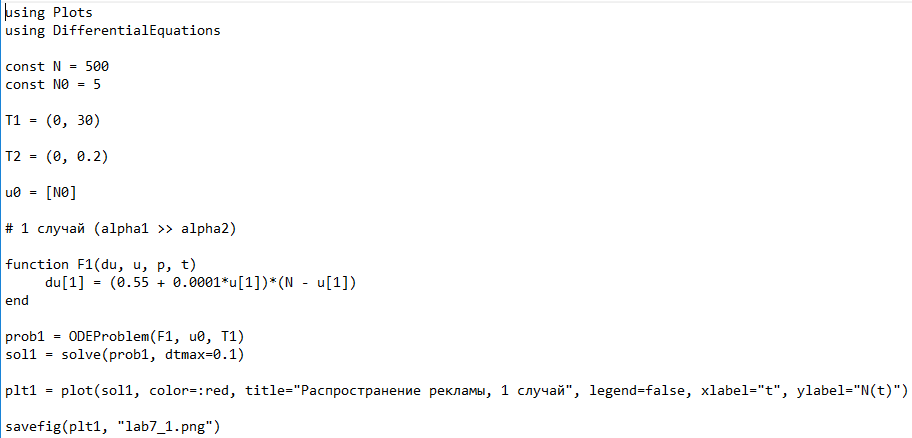 using Plots
using DifferentialEquations
const N = 500
const N0 = 5
T1 = (0, 30)
T2 = (0, 0.2)
u0 = [N0]
# 1 случай (alpha1 >> alpha2)
function F1(du, u, p, t)
     du[1] = (0.55 + 0.0001*u[1])*(N - u[1])
end
prob1 = ODEProblem(F1, u0, T1)
sol1 = solve(prob1, dtmax=0.1)
plt1 = plot(sol1, color=:red, title="Распространение рекламы, 1 случай", legend=false, xlabel="t", ylabel="N(t)")
savefig(plt1, "lab7_1.png")